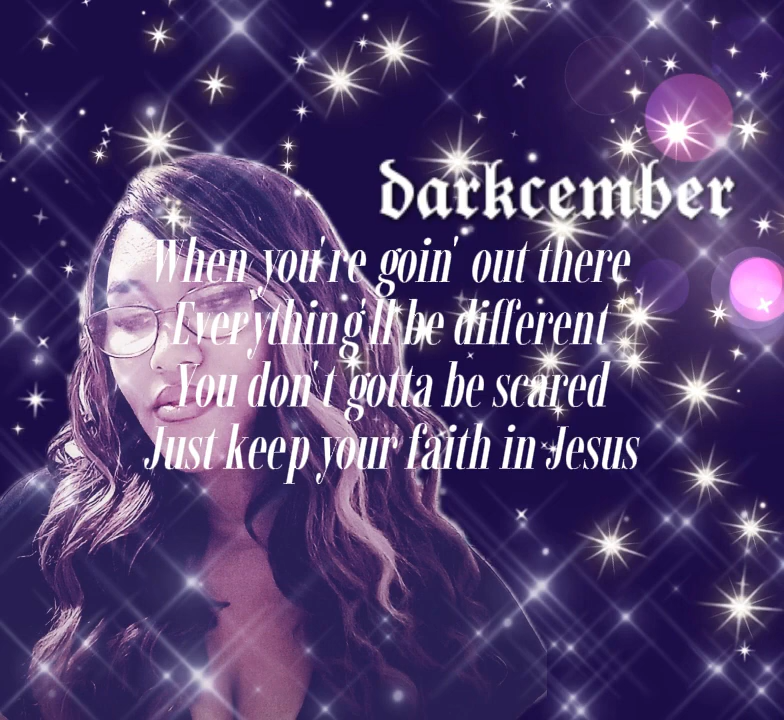 darkcember
When you're goin' out there
Everything'll be different
You don't gotta be scared
Just keep your faith in Jesus